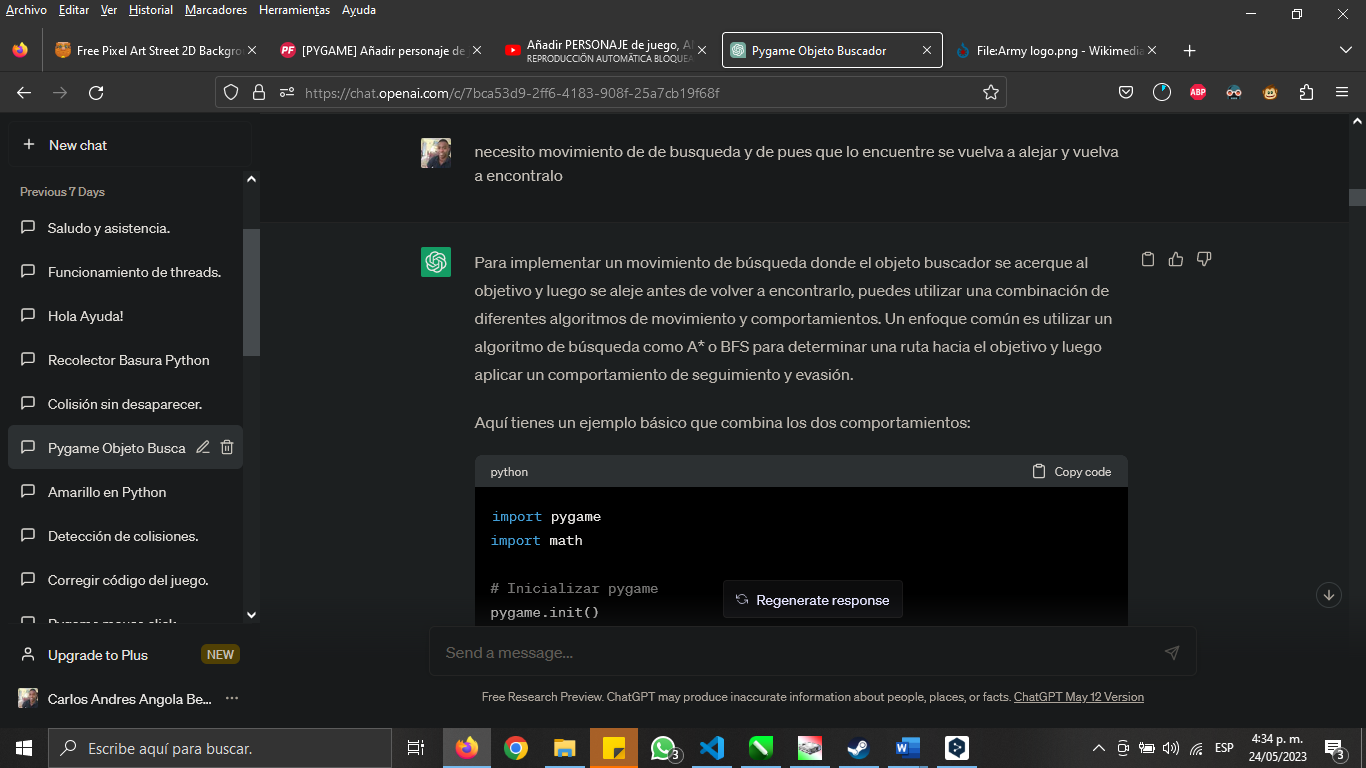 Archivo Editar Ver Historial Marcadores Herramientas Ayuda
Free Pixel Art Street 2D Backgro
[PYGAME] Añadir personaje de
Añadir PERSONAJE de juego, A
REPRODUCCIÓN AUTOMÁTICA BLOQUEA
Pygame Objeto Buscador
File:Army logo.png - Wikimedia
https://chat.openai.com/c/7bca53d9-2ff6-4183-908f-25a7cb19f68f
ABP
New chat
Previous 7 Days
Saludo y asistencia.
Funcionamiento de threads.
Hola Ayuda!
Recolector Basura Python
Colisión sin desaparecer.
Pygame Objeto Busca
Amarillo en Python
Detección de colisiones.
Corregir código del juego.
Pygame mouse click
Upgrade to Plus NEW
Carlos Andres Angola Be...
necesito movimiento de de busqueda y de pues que lo encuentre se vuelva a alejar y vuelva
a encontralo
Para implementar un movimiento de búsqueda donde el objeto buscador se acerque al
objetivo y luego se aleje antes de volver a encontrarlo, puedes utilizar una combinación de
diferentes algoritmos de movimiento y comportamientos. Un enfoque común es utilizar un
algoritmo de búsqueda como A* o BFS para determinar una ruta hacia el objetivo y luego
aplicar un comportamiento de seguimiento y evasión.
Aquí tienes un ejemplo básico que combina los dos comportamientos:
python Copy code
import pygame
import math
# Inicializar pygame
pygame.init()
Regenerate response
Send a message...
Free Research Preview. ChatGPT may produce inaccurate information about people, places, or facts. ChatGPT May 12 Version
Escribe aquí para buscar.
3
ESP
4:34 p. m.
24/05/2023
3